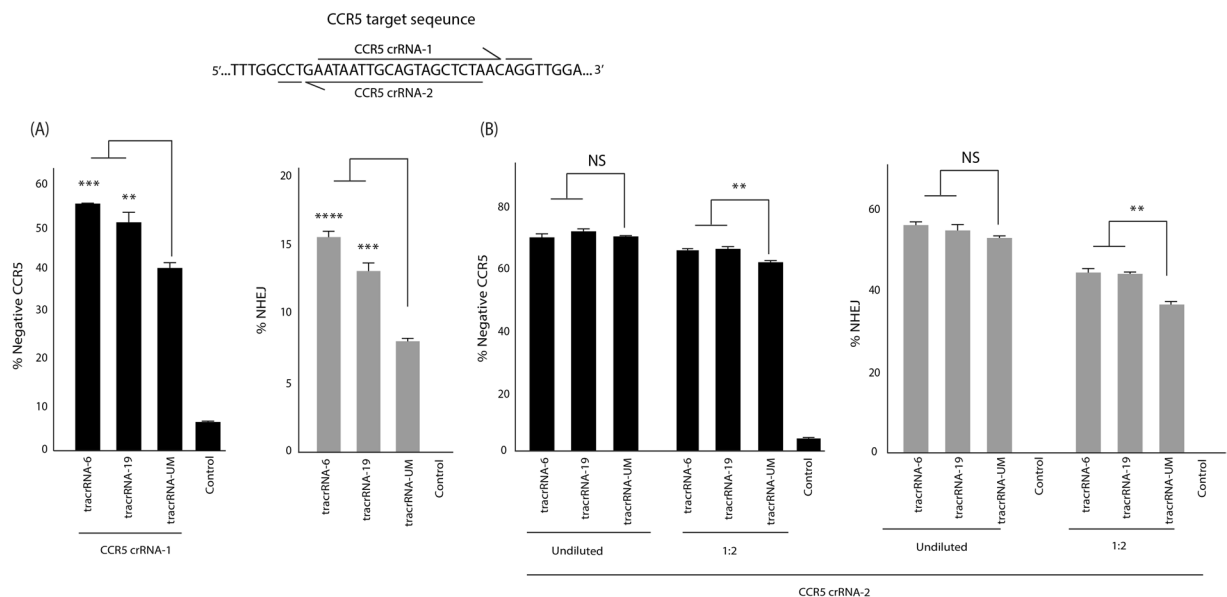 CCR5 target seqeunce
CCR5 crRNA-1
5′...TTTGGCCTGAATAATTGCAGTAGCTCTAACAGGTTGGA... 3′
CCR5 crRNA-2
(A)
% Negative CCR5
60
50
40
30
20
10
0
***
**
tracrRNA-6
tracrRNA-19
tracrRNA-UM
Control
CCR5 crRNA-1
% NHEJ
20
15
10
5
0
****
***
tracrRNA-6
tracrRNA-19
tracrRNA-UM
Control
(B)
% Negative CCR5
80
60
40
20
0
NS
**
tracrRNA-6
tracrRNA-19
tracrRNA-UM
tracrRNA-6
tracrRNA-19
tracrRNA-UM
Control
Undiluted
1:2
% NHEJ
60
40
20
0
NS
**
tracrRNA-6
tracrRNA-19
tracrRNA-UM
Control
tracrRNA-6
tracrRNA-19
tracrRNA-UM
Control
Undiluted
1:2
CCR5 crRNA-2